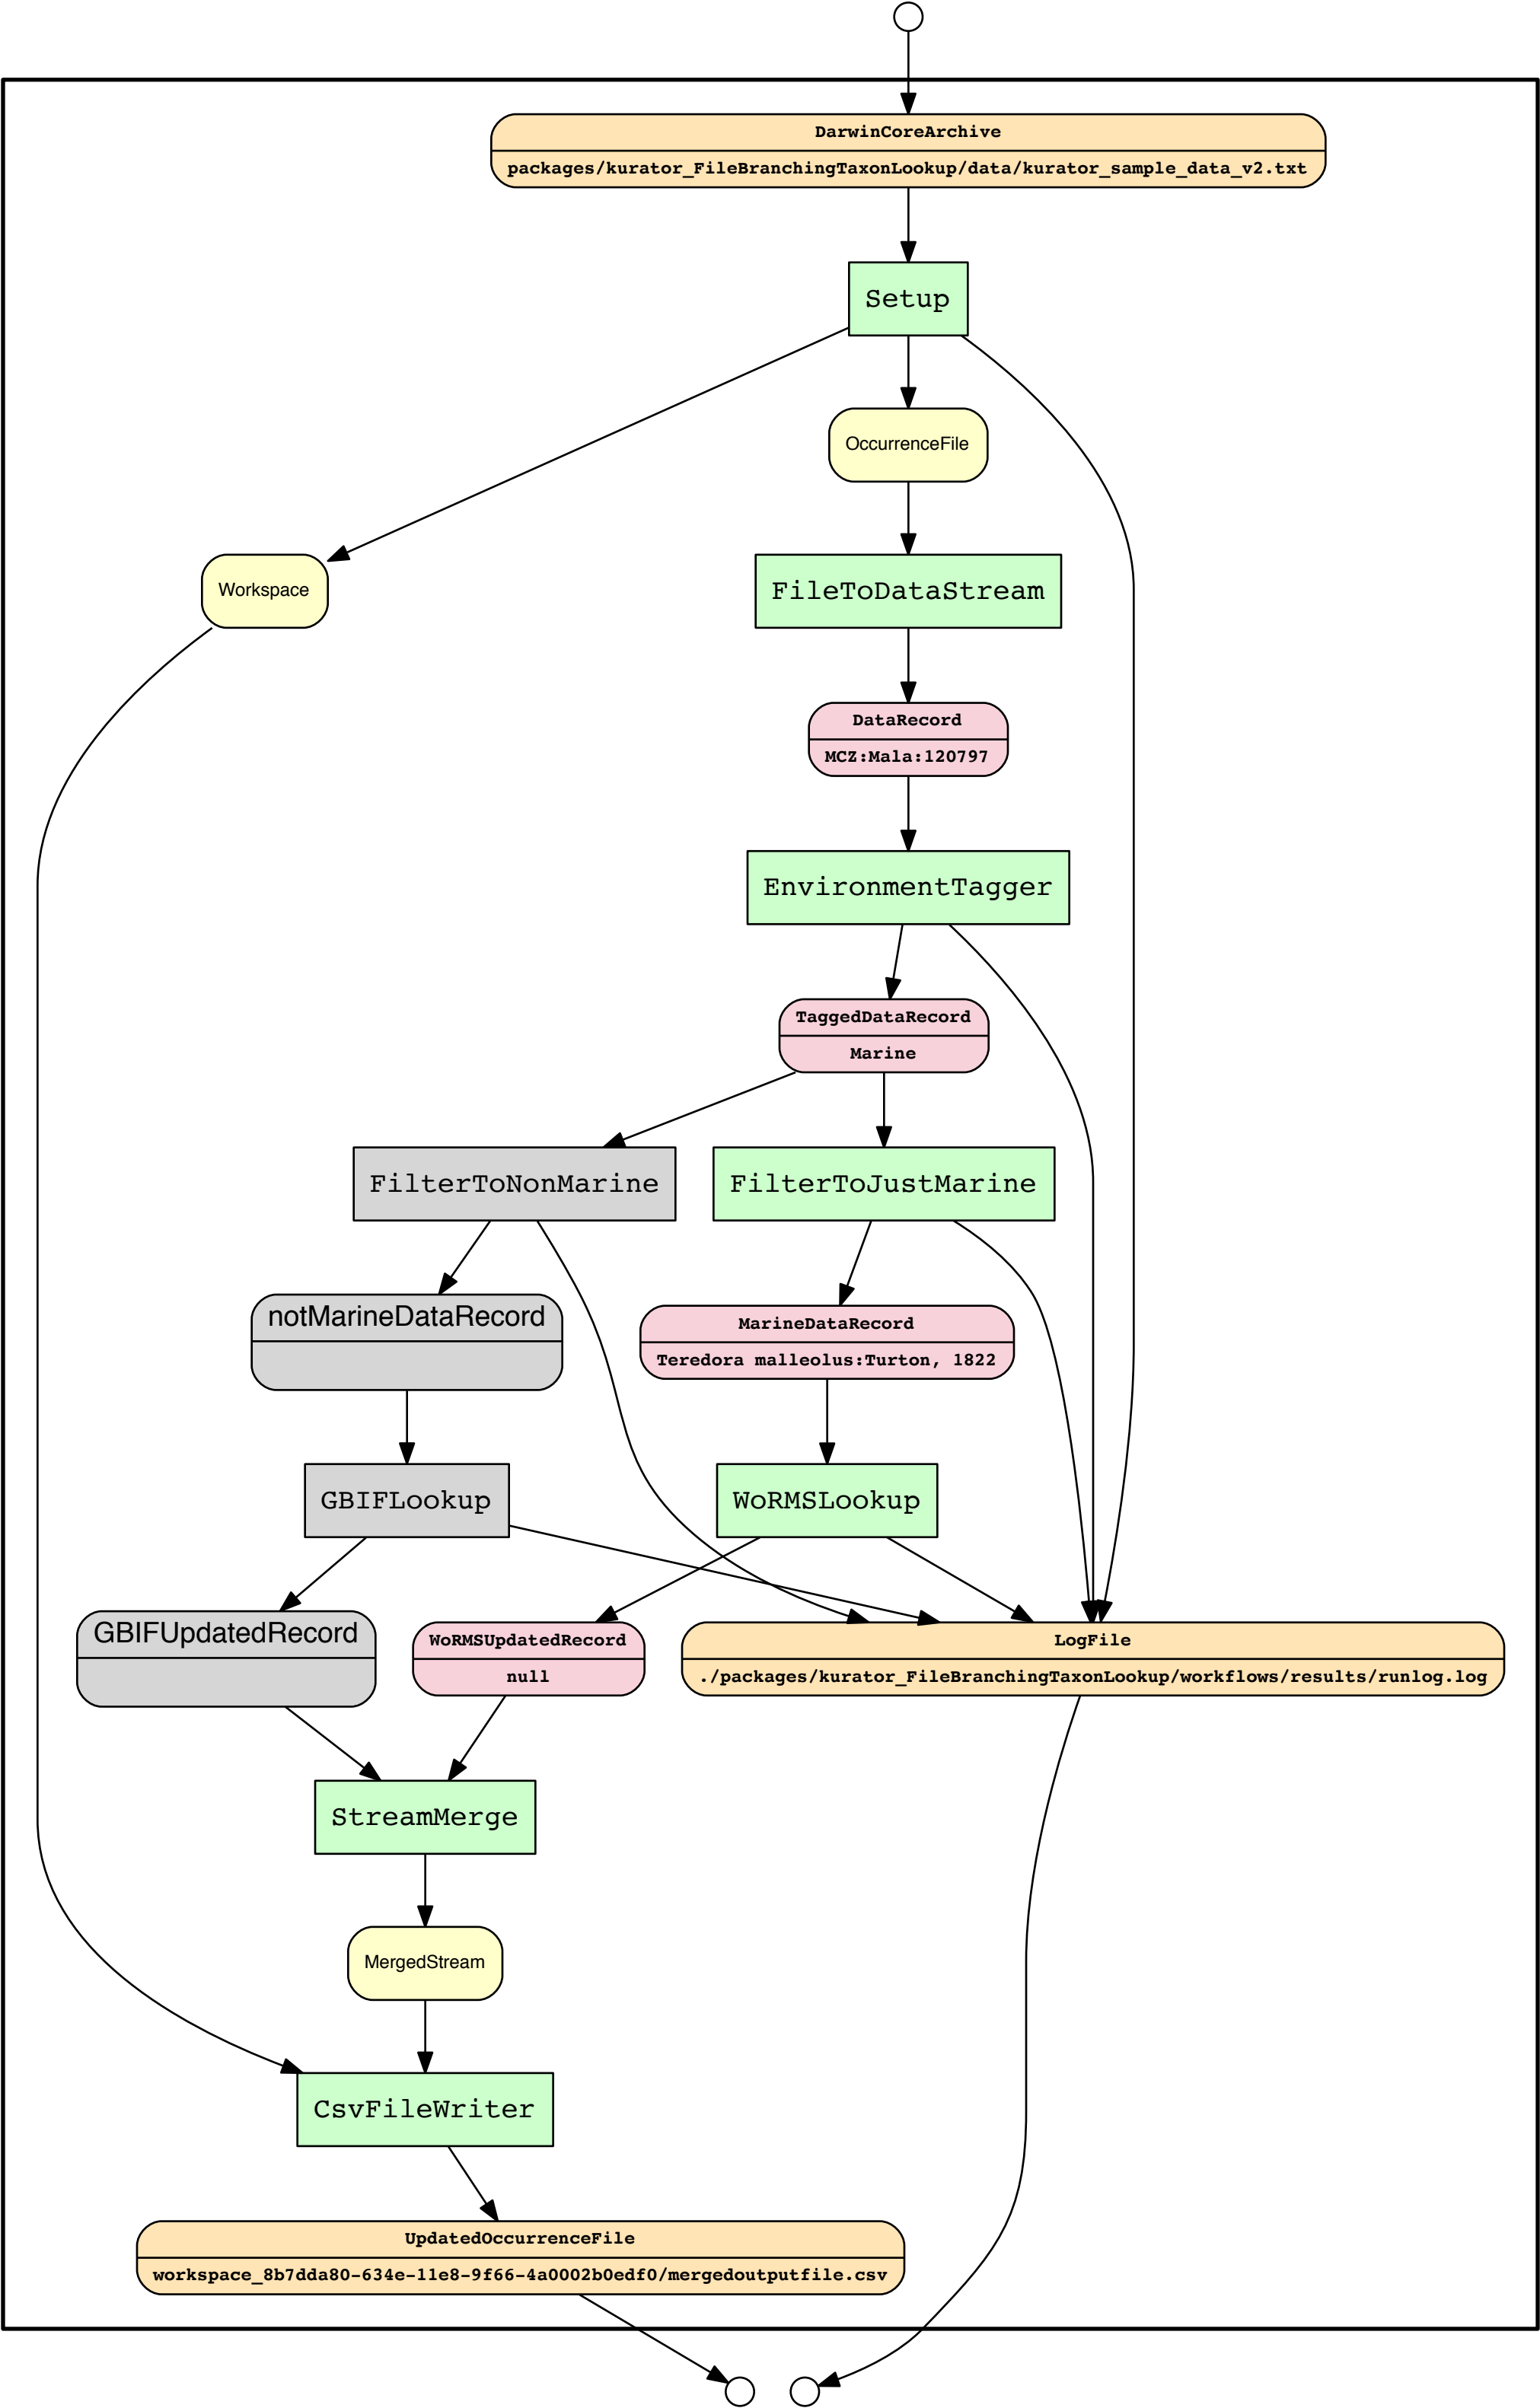 DarwinCoreArchive
packages/kurator_FileBranchingTaxonLookup/data/kurator_sample_data_v2.txt
Setup
OccurrenceFile
Workspace
FileToDataStream
DataRecord
MCZ:Mala:120797
EnvironmentTagger
TaggedDataRecord
Marine
FilterToNonMarine
FilterToJustMarine
notMarineDataRecord
MarineDataRecord
Teredora malleolus:Turton, 1822
GBIFLookup
WoRMSLookup
GBIFUpdatedRecord
WoRMSUpdatedRecord
null
LogFile
./packages/kurator_FileBranchingTaxonLookup/workflows/results/runlog.log
StreamMerge
MergedStream
CsvFileWriter
UpdatedOccurrenceFile
workspace_8b7dda80-634e-11e8-9f66-4a0002b0edf0/mergedoutputfile.csv